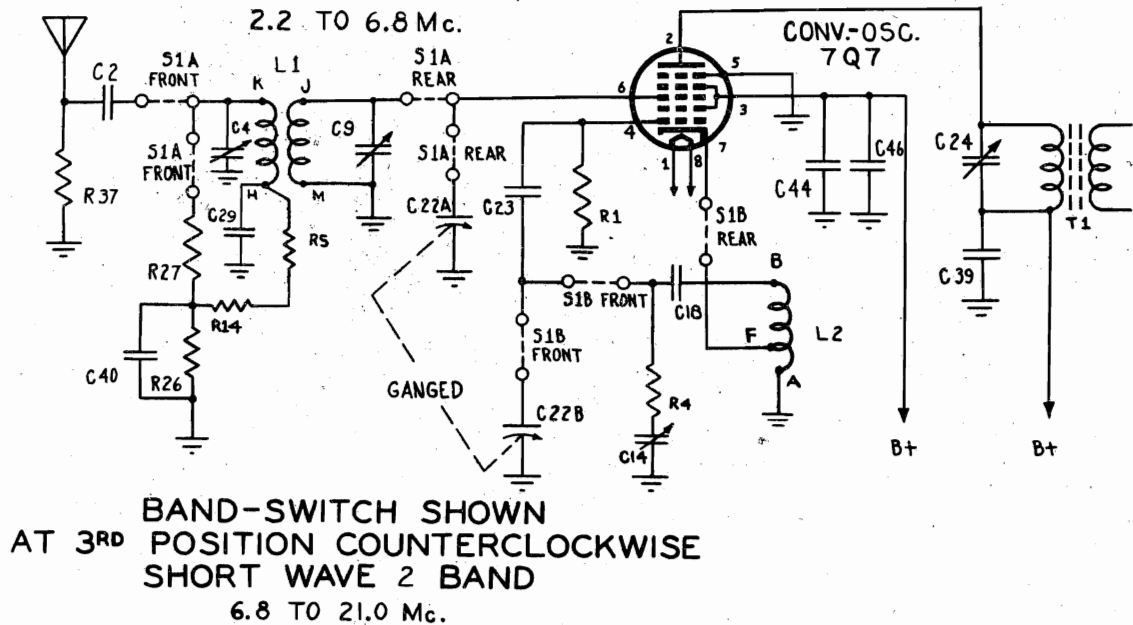 2.2 TO 6.8 Mc.
CONV.-OSC.
7Q7
C2
S1A
FRONT
K
L1
J
S1A
REAR
2
5
6
3
4
7
1
8
C4
C9
S1A
FRONT
S1A REAR
H
M
R37
C29
R5
C22A
C23
R1
S1B
REAR
C44
C46
C24
T1
R27
R14
C40
R26
S1B FRONT
C18
B
F
L2
A
C39
S1B
FRONT
GANGED
C22B
R4
C14
B+
B+
BAND-SWITCH SHOWN
AT 3RD POSITION COUNTERCLOCKWISE
SHORT WAVE 2 BAND
6.8 TO 21.0 Mc.